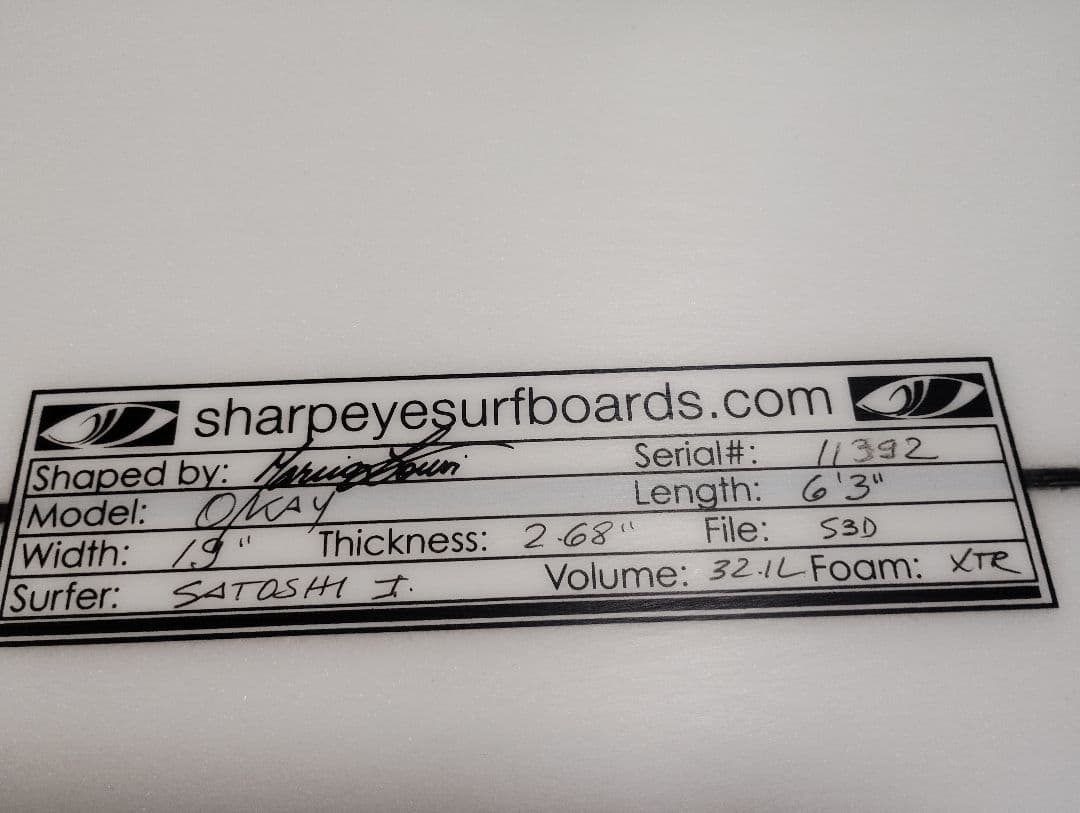 sharpeyesurfboards.com
Shaped by: Serial#: 11392
Model: OKAY Length: 6'3"
Width: 19" Thickness: 2.68" File: S3D
Surfer: SATOSHI I. Volume: 32.1L Foam: XTR